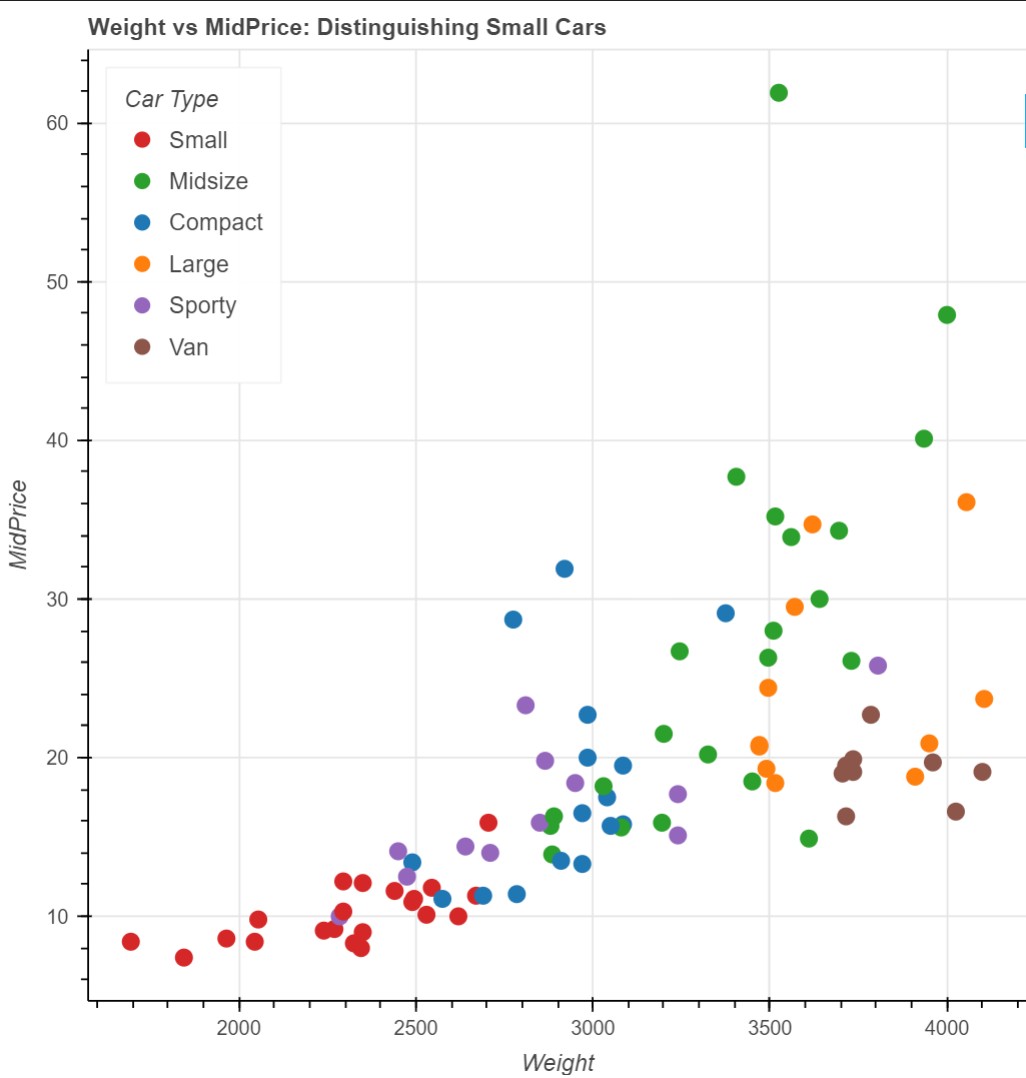 Weight vs MidPrice: Distinguishing Small Cars
Car Type
Small
Midsize
Compact
Large
Sporty
Van
60
50
40
30
20
10
MidPrice
2000
2500
3000
3500
4000
Weight